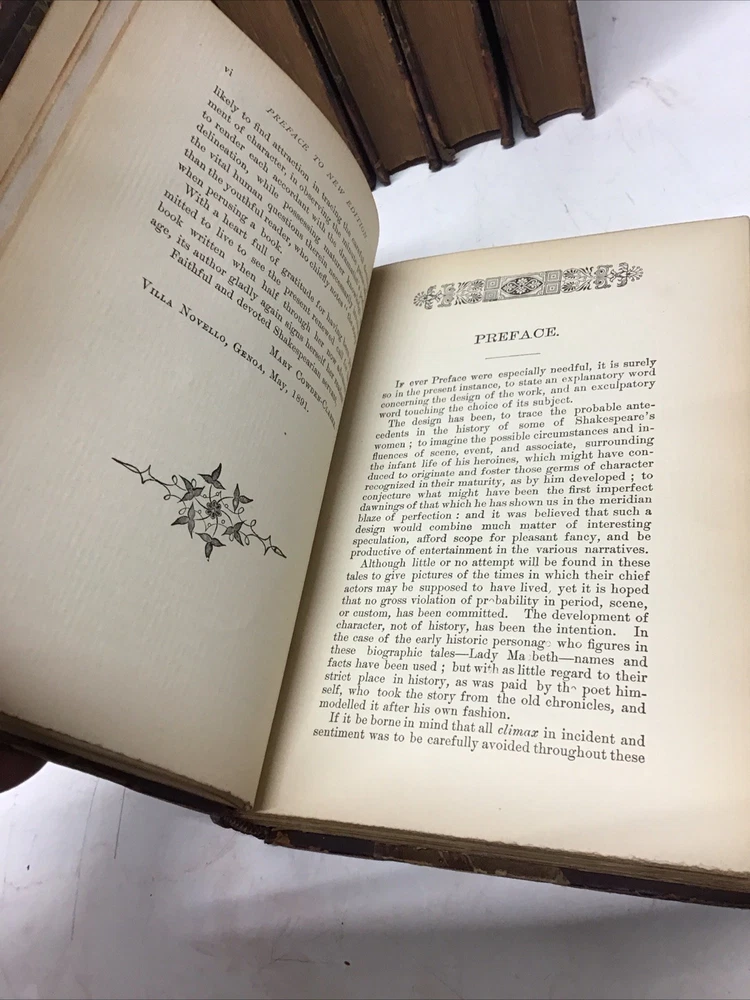 vi
PREFACE TO NEW EDITION
likely to find attraction in tracing the
ment of character, in observing the
to render each accordant with the
delineation, while possessing maturer
the vital human questions therein
than the youthful reader, who chiefly
when perusing a book.
With a heart full of gratitude for having
mitted to live to see the present renewed
book written when half through her now
age, its author gladly again signs herself her
Faithful and devoted Shakespearian
MARY COWDEN-CLARKE
VILLA NOVELLO, GENOA, May, 1891.
PREFACE.
IF ever Preface were especially needful, it is surely
so in the present instance, to state an explanatory word
concerning the design of the work, and an exculpatory
word touching the choice of its subject.
The design has been, to trace the probable ante-
cedents in the history of some of Shakespeare's
women ; to imagine the possible circumstances and in-
fluences of scene, event, and associate, surrounding
the infant life of his heroines, which might have con-
duced to originate and foster those germs of character
recognized in their maturity, as by him developed ; to
conjecture what might have been the first imperfect
dawnings of that which he has shown us in the meridian
blaze of perfection : and it was believed that such a
design would combine much matter of interesting
speculation, afford scope for pleasant fancy, and be
productive of entertainment in the various narratives.
Although little or no attempt will be found in these
tales to give pictures of the times in which their chief
actors may be supposed to have lived, yet it is hoped
that no gross violation of probability in period, scene,
or custom, has been committed. The development of
character, not of history, has been the intention. In
the case of the early historic personage who figures in
these biographic tales—Lady Macbeth—names and
facts have been used ; but with as little regard to their
strict place in history, as was paid by the poet him-
self, who took the story from the old chronicles, and
modelled it after his own fashion.
If it be borne in mind that all climax in incident and
sentiment was to be carefully avoided throughout these